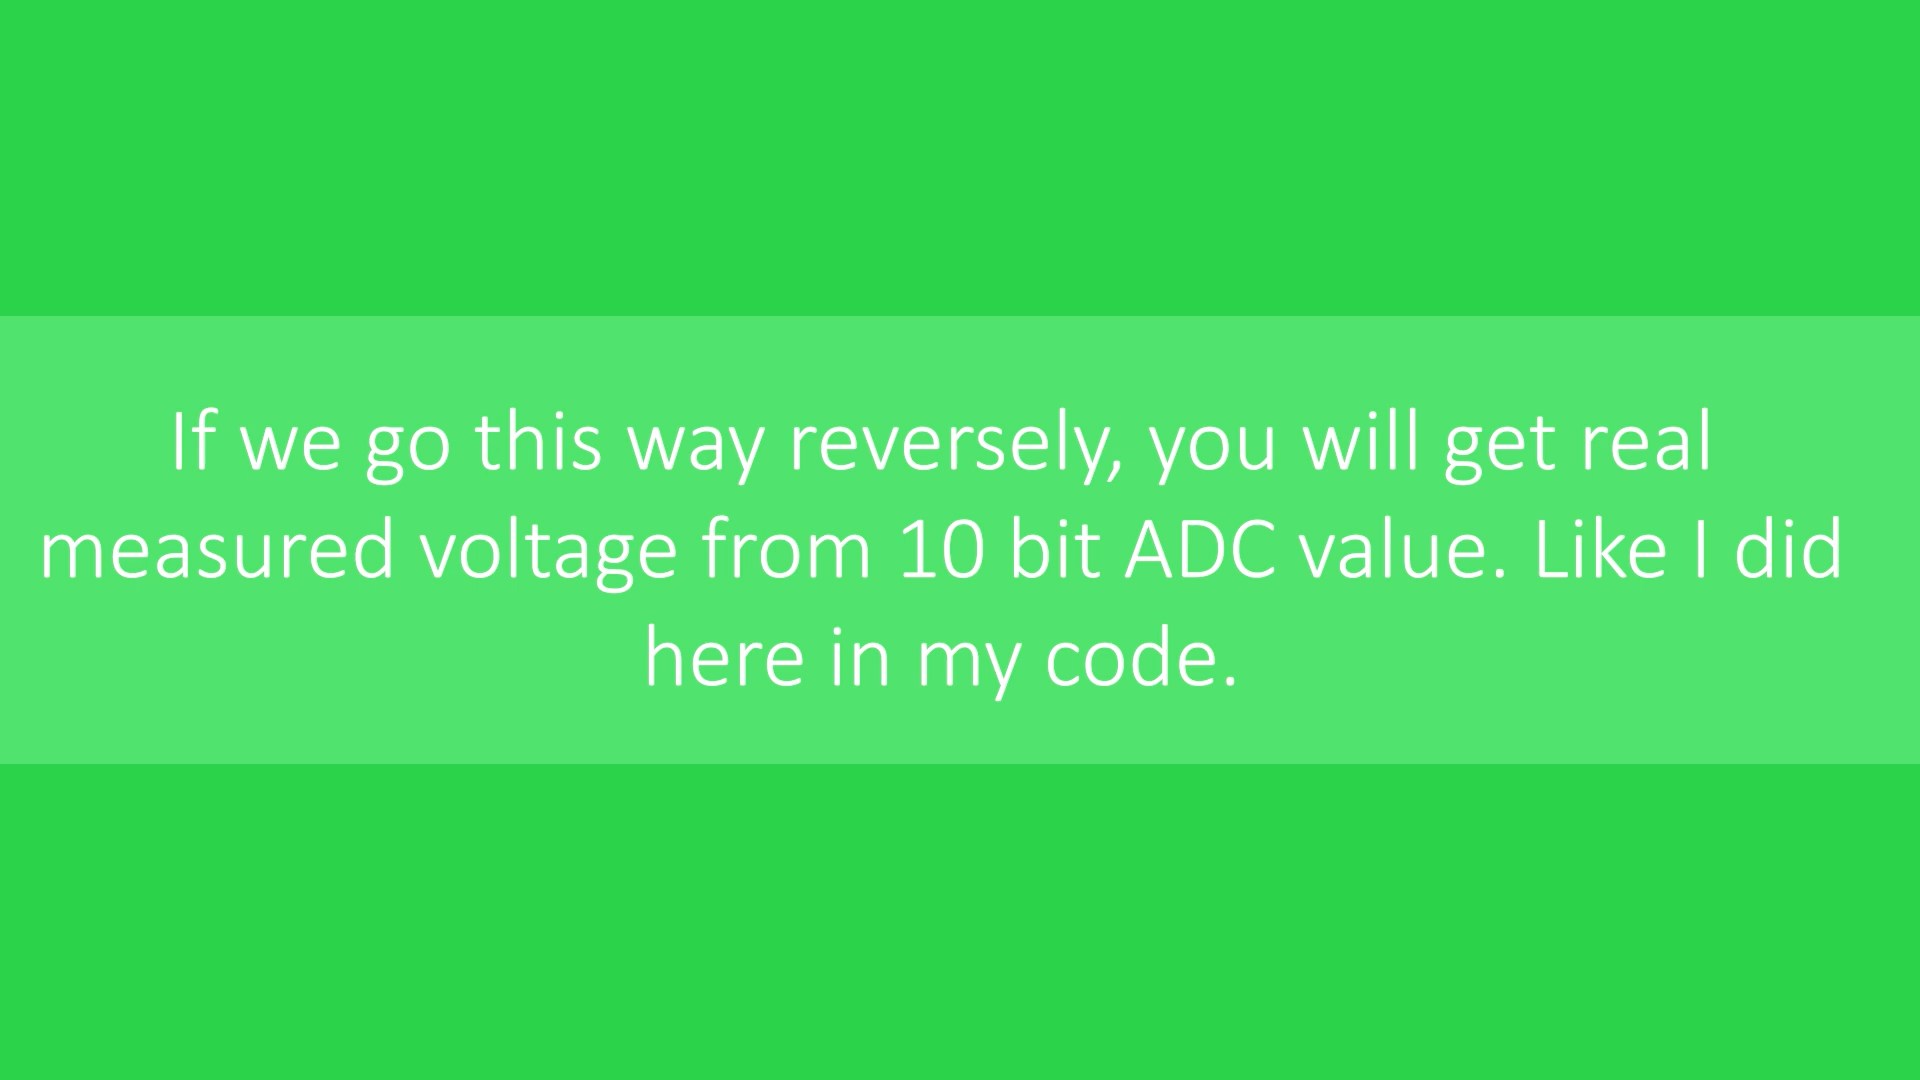 If we go this way reversely, you will get real
measured voltage from 10 bit ADC value. Like I did
here in my code.